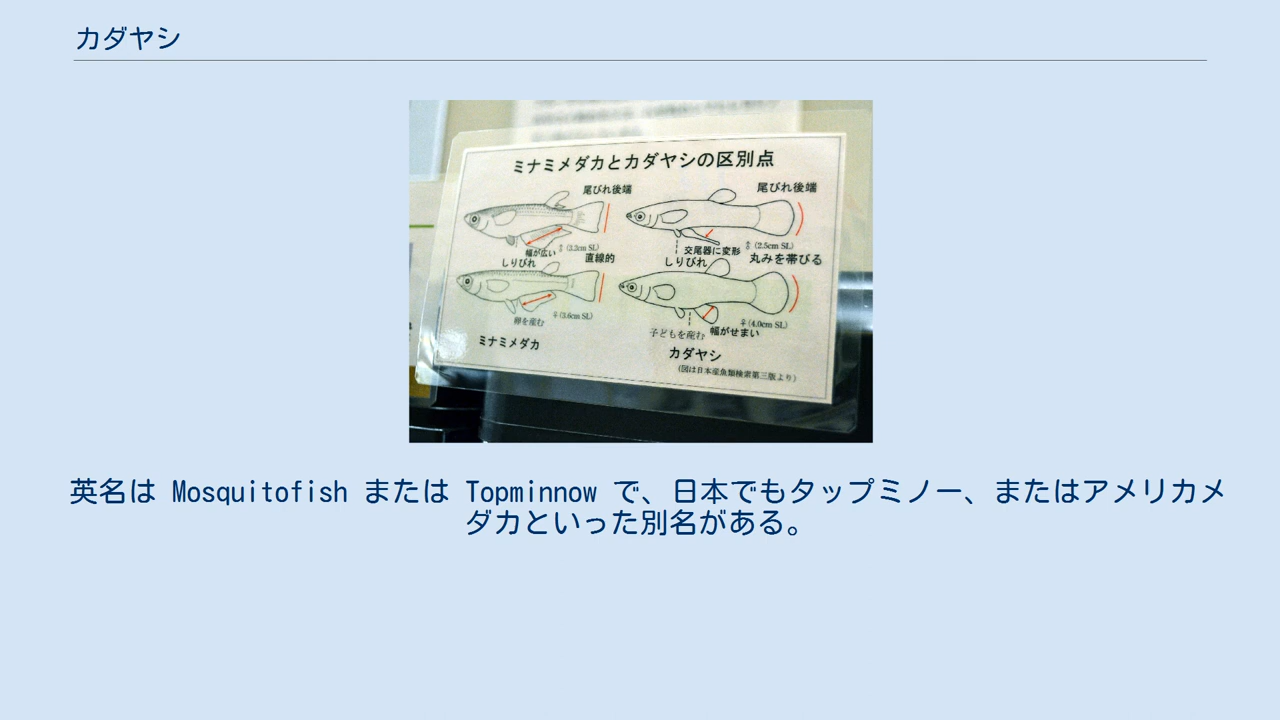 カダヤシ
ミナミメダカとカダヤシの区別点
尾びれ後端
尾びれ後端
幅が広い
♂(3.2cm SL)
しりびれ
直線的
交尾器に変形
♂(2.5cm SL)
しりびれ
丸みを帯びる
卵を産む
♀(3.6cm SL)
子どもを産む
幅がせまい
♀(4.0cm SL)
ミナミメダカ
カダヤシ
(図は日本産魚類検索第三版より)
英名は Mosquitofish または Topminnow で、日本でもタップミノー、またはアメリカメ
ダカといった別名がある。